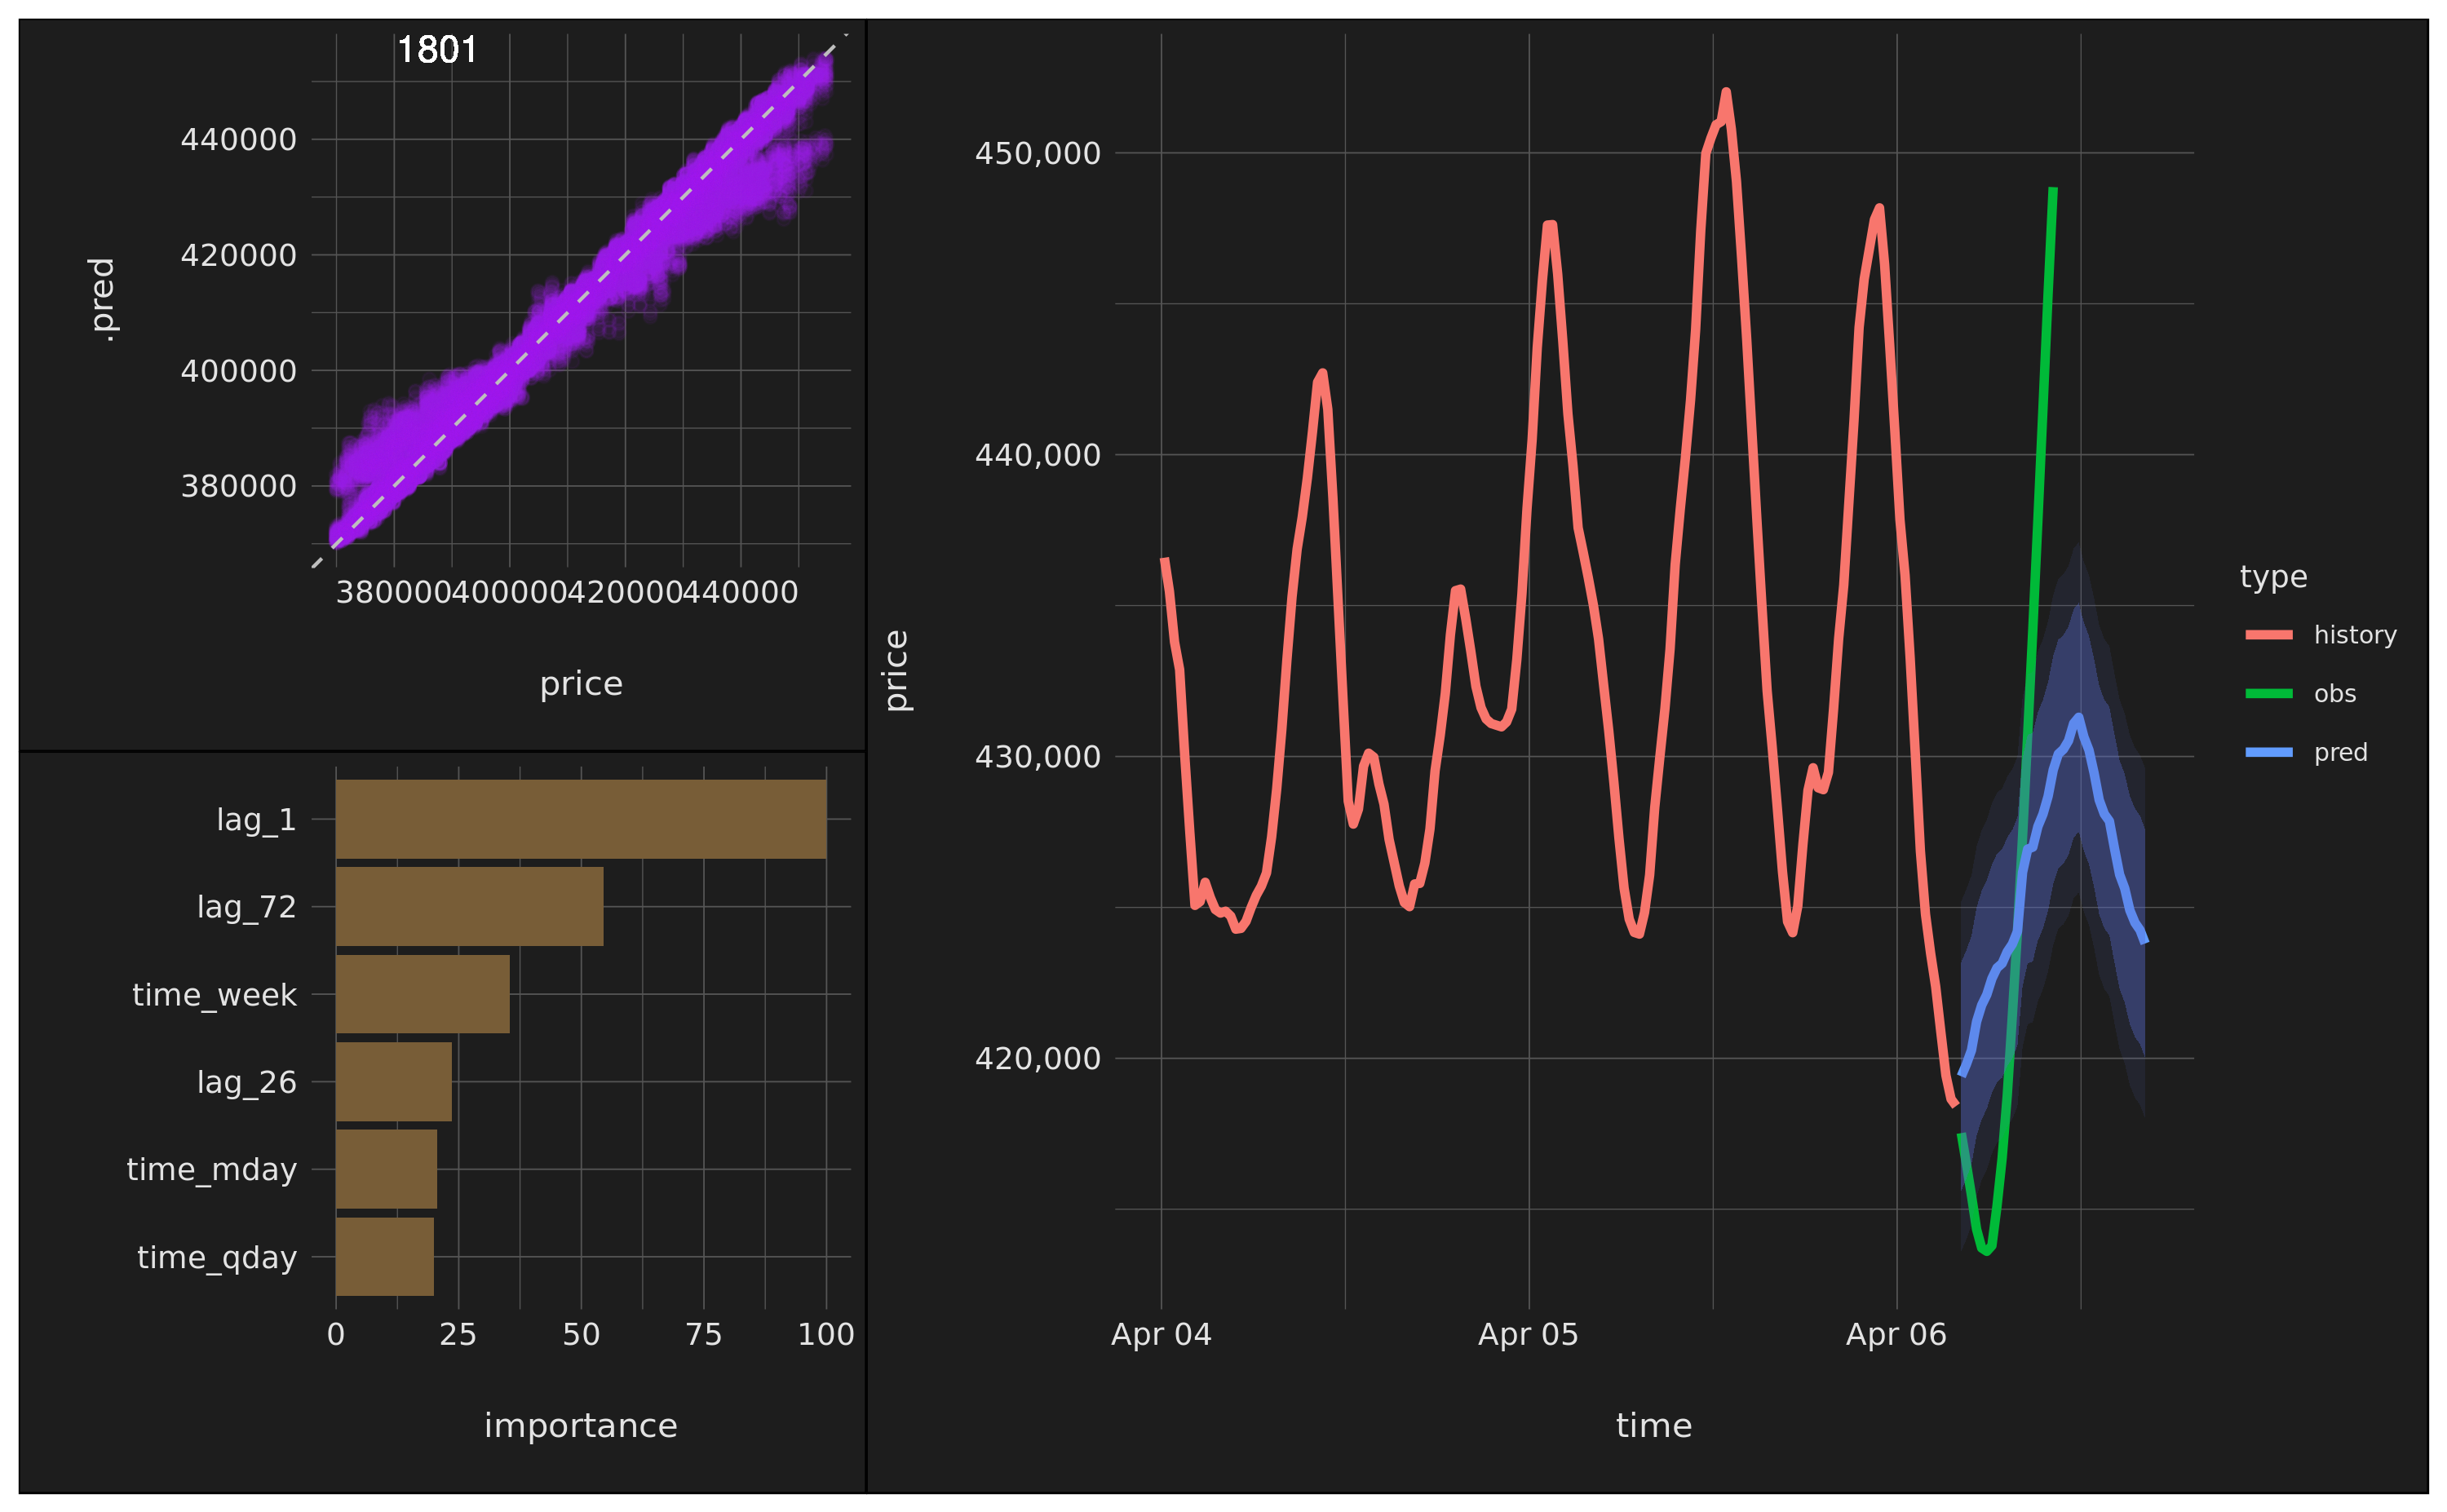 1801
.pred
440000
420000
400000
380000
380000 400000 420000 440000
price
lag_1
lag_72
time_week
lag_26
time_mday
time_qday
0 25 50 75 100
importance
price
450,000
440,000
430,000
420,000
Apr 04 Apr 05 Apr 06
time
type
history
obs
pred